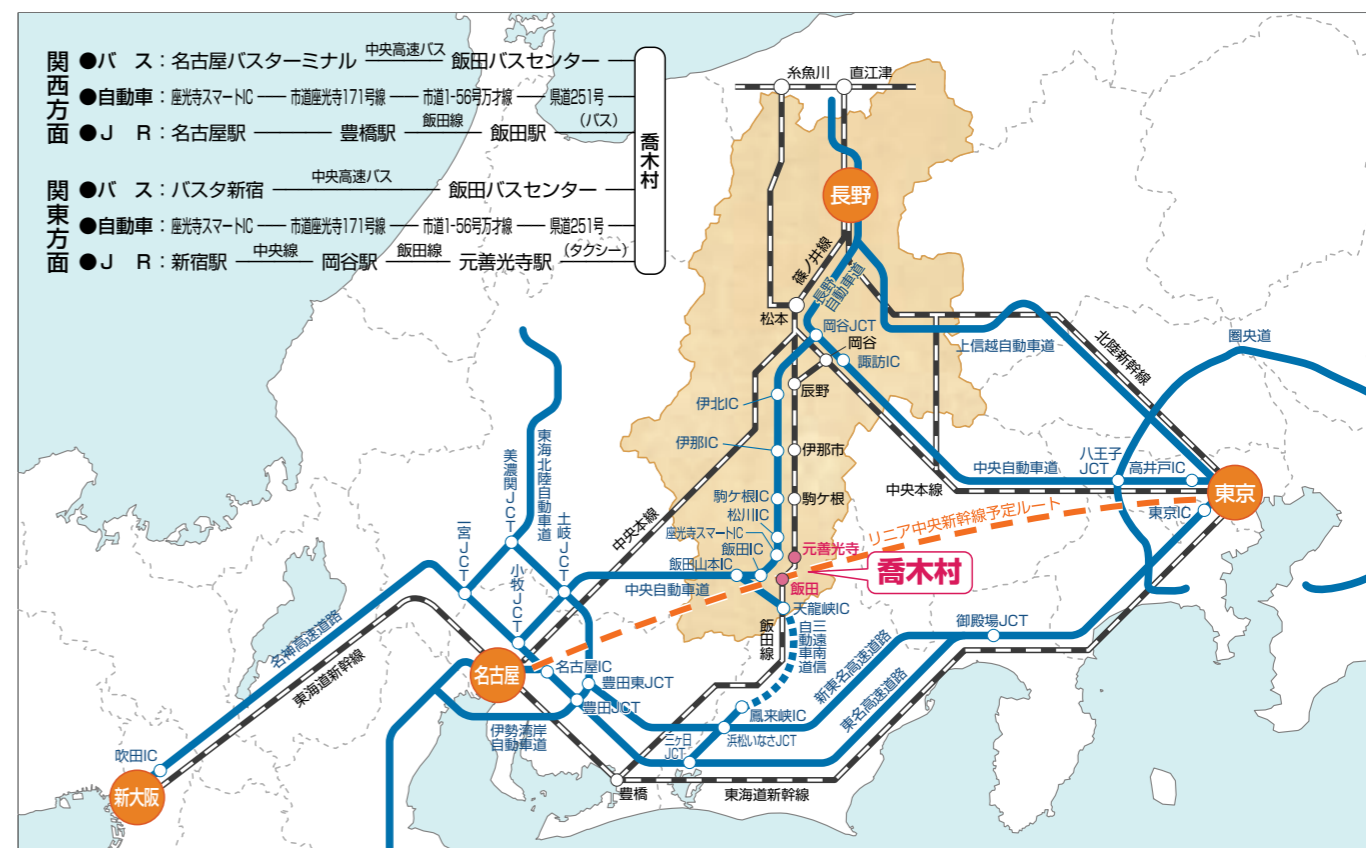 関西方面
●バス：名古屋バスターミナル 中央高速バス 飯田バスセンター
●自動車：座光寺スマートIC 市道座光寺171号線 市道1-56号万才線 県道251号
●JR：名古屋駅 豊橋駅 飯田線 飯田駅 (バス)
喬木村
関東方面
●バス：バスタ新宿 中央高速バス 飯田バスセンター
●自動車：座光寺スマートIC 市道座光寺171号線 市道1-56号万才線 県道251号
●JR：新宿駅 中央線 岡谷駅 飯田線 元善光寺駅 (タクシー)
糸魚川
直江津
長野
篠ノ井線
長野自動車道
松本
岡谷JCT
岡谷
諏訪IC
上信越自動車道
北陸新幹線
圏央道
辰野
伊北IC
伊那IC
伊那市
駒ケ根IC
駒ケ根
松川IC
座光寺スマートIC
飯田IC
飯田山本IC
中央自動車道
元善光寺
飯田
喬木村
天龍峡IC
飯田線
三遠南信自動車道
中央自動車道
中央本線
八王子JCT
高井戸IC
東京
東京IC
リニア中央新幹線予定ルート
御殿場JCT
新東名高速道路
東名高速道路
東海北陸自動車道
美濃関JCT
一宮JCT
小牧JCT
土岐JCT
中央本線
名神高速道路
東海道新幹線
名古屋
名古屋IC
豊田東JCT
豊田JCT
伊勢湾岸自動車道
鳳来峡IC
浜松いなさJCT
三ヶ日JCT
吹田IC
新大阪
豊橋
東海道新幹線